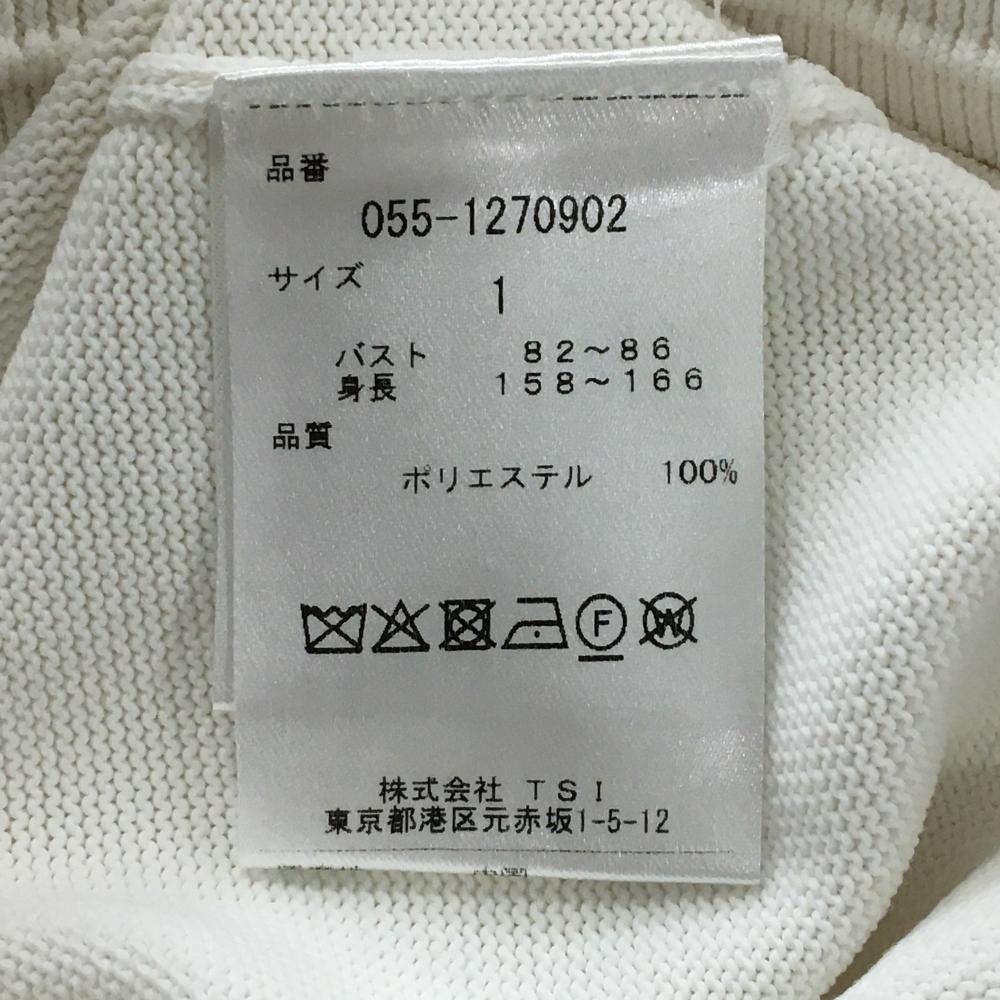 品番
055-1270902
サイズ 1
バスト 82～86
身長 158～166
品質
ポリエステル 100%
F W
株式会社 TSI
東京都港区元赤坂1-5-12